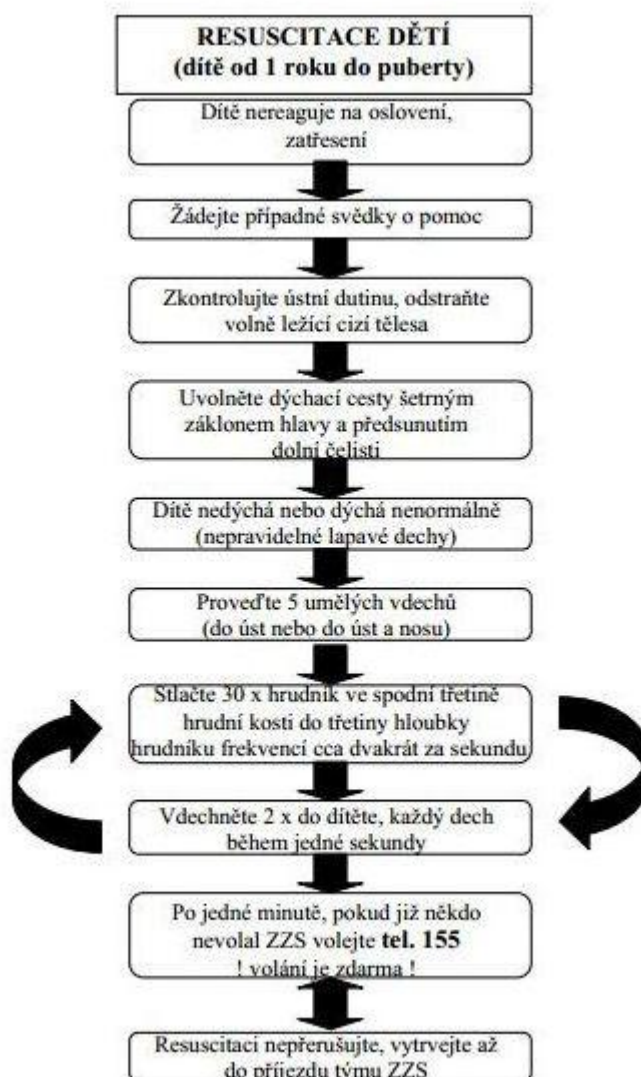 RESUSCITACE DĚTÍ
(dítě od 1 roku do puberty)
Dítě nereaguje na oslovení,
zatřesení
Žádejte případné svědky o pomoc
Zkontrolujte ústní dutinu, odstraňte
volně ležící cizí tělesa
Uvolněte dýchací cesty šetrným
záklonem hlavy a předsunutím
dolní čelisti
Dítě nedýchá nebo dýchá nenormálně
(nepravidelné lapavé dechy)
Proveďte 5 umělých vdechů
(do úst nebo do úst a nosu)
Stlačte 30 x hrudník ve spodní třetině
hrudní kosti do třetiny hloubky
hrudníku frekvencí cca dvakrát za sekundu
Vdechněte 2 x do dítěte, každý dech
během jedné sekundy
Po jedné minutě, pokud již někdo
nevolal ZZS volejte tel. 155
! volání je zdarma !
Resuscitaci nepřerušujte, vytrvejte až
do příjezdu týmu ZZS